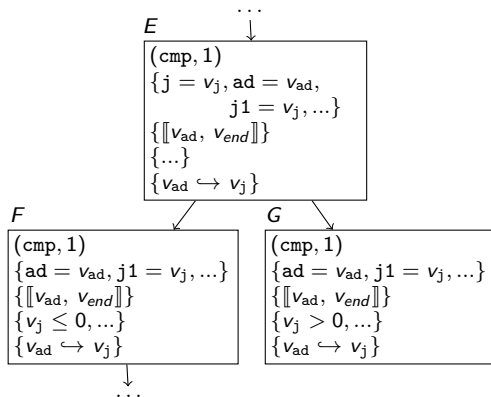 ...
E
(cmp, 1)
{j = v_j, ad = v_ad,
j1 = v_j, ...}
{⟦v_ad, v_end⟧}
{...}
{v_ad ↪ v_j}
F
(cmp, 1)
{ad = v_ad, j1 = v_j, ...}
{⟦v_ad, v_end⟧}
{v_j ≤ 0, ...}
{v_ad ↪ v_j}
...
G
(cmp, 1)
{ad = v_ad, j1 = v_j, ...}
{⟦v_ad, v_end⟧}
{v_j > 0, ...}
{v_ad ↪ v_j}